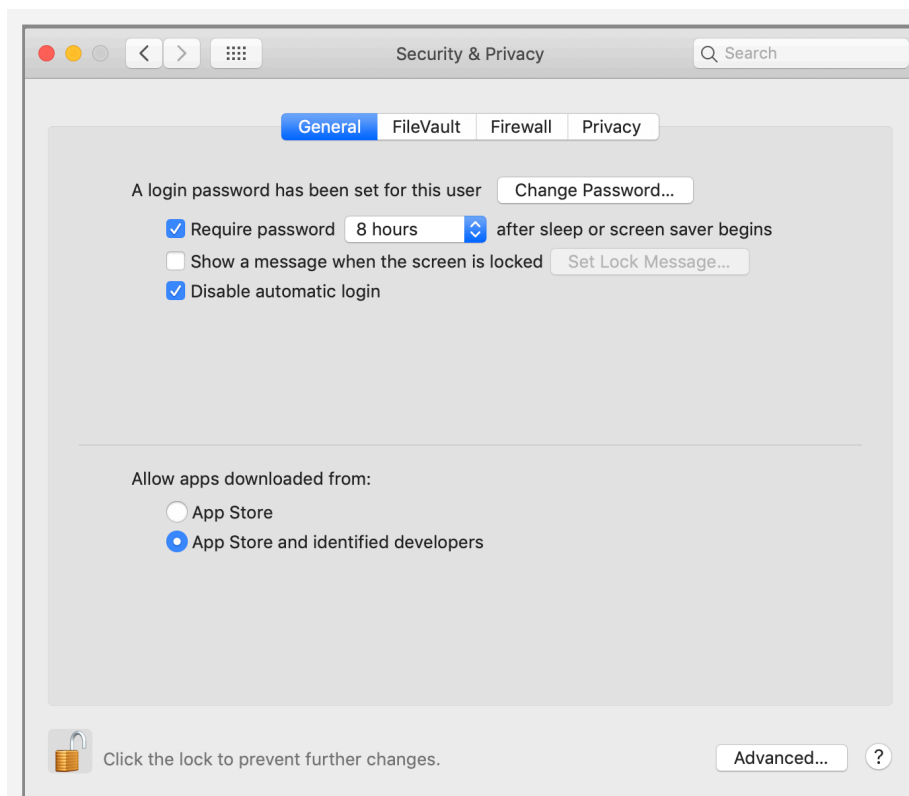 Security & Privacy
Search
General FileVault Firewall Privacy
A login password has been set for this user Change Password...
Require password 8 hours after sleep or screen saver begins
Show a message when the screen is locked Set Lock Message...
Disable automatic login
Allow apps downloaded from:
App Store
App Store and identified developers
Click the lock to prevent further changes. Advanced... ?